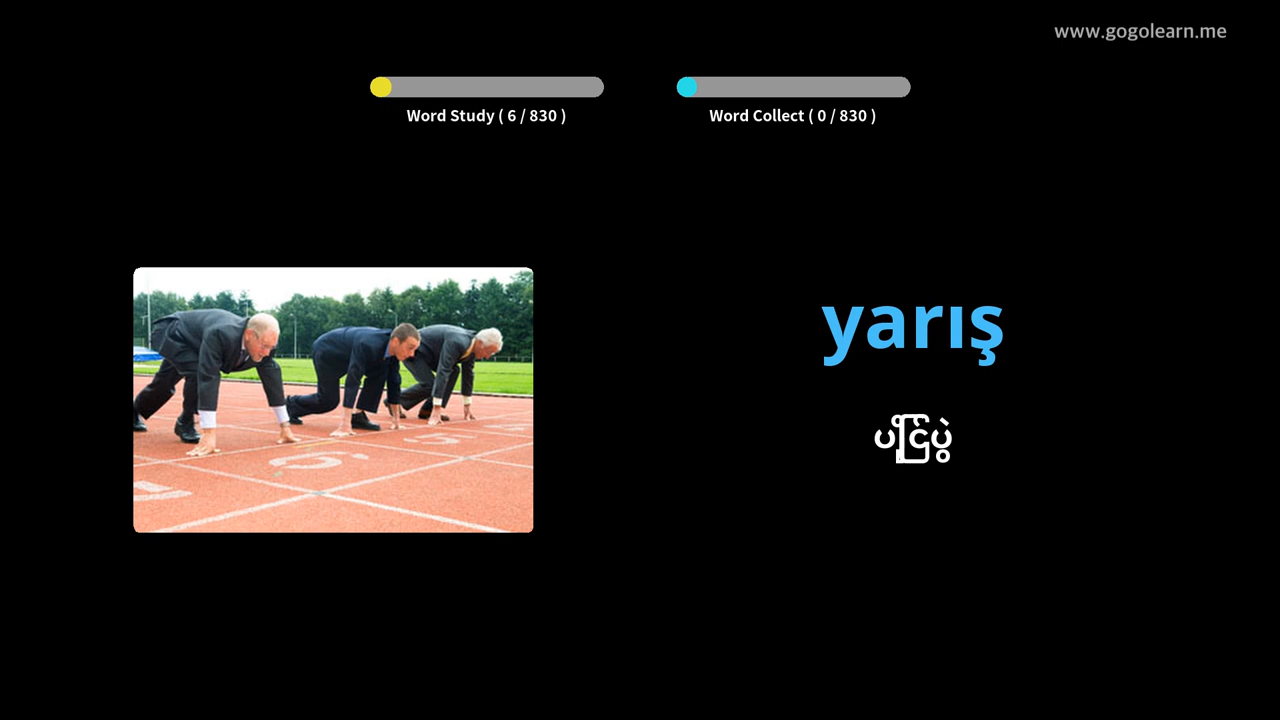 www.gogolearn.me
Word Study ( 6 / 830 )
Word Collect ( 0 / 830 )
yarış
ပြိုင်ပွဲ